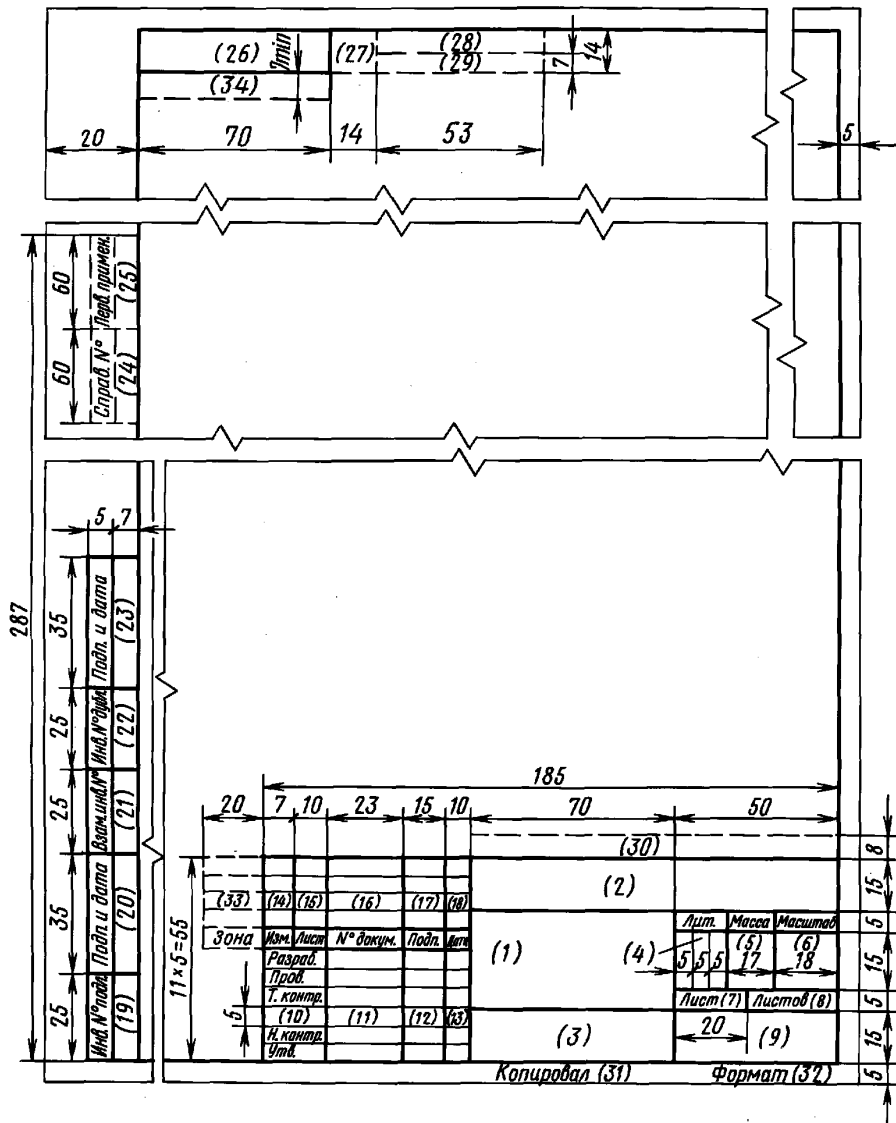 (26) 7min (27) (28) 14
(29) 7
(34)
20 70 14 53 5
287
60 Перв. примен. (25)
60 Справ. № (24)
5 7
35 Подп. и дата (23)
25 Инв.№дубл. (22)
25 Взам.инв.№ (21)
35 Подп. и дата (20)
25 Инв.№подл. (19)
185
20 7 10 23 15 10 70 50
(30) 8
(2) 15
11×5=55
(33) (14) (15) (16) (17) (18)
Зона Изм. Лист № докум. Подп. Дата
Лит. Масса Масштаб 5
(1) (4) (5) (6)
5 5 5 17 18 15
Разраб.
Пров.
Т. контр.
Лист (7) Листов (8) 5
5 (10) (11) (12) (13)
Н. контр.
Утв.
(3) 20 (9) 15
Копировал (31) Формат (32) 5